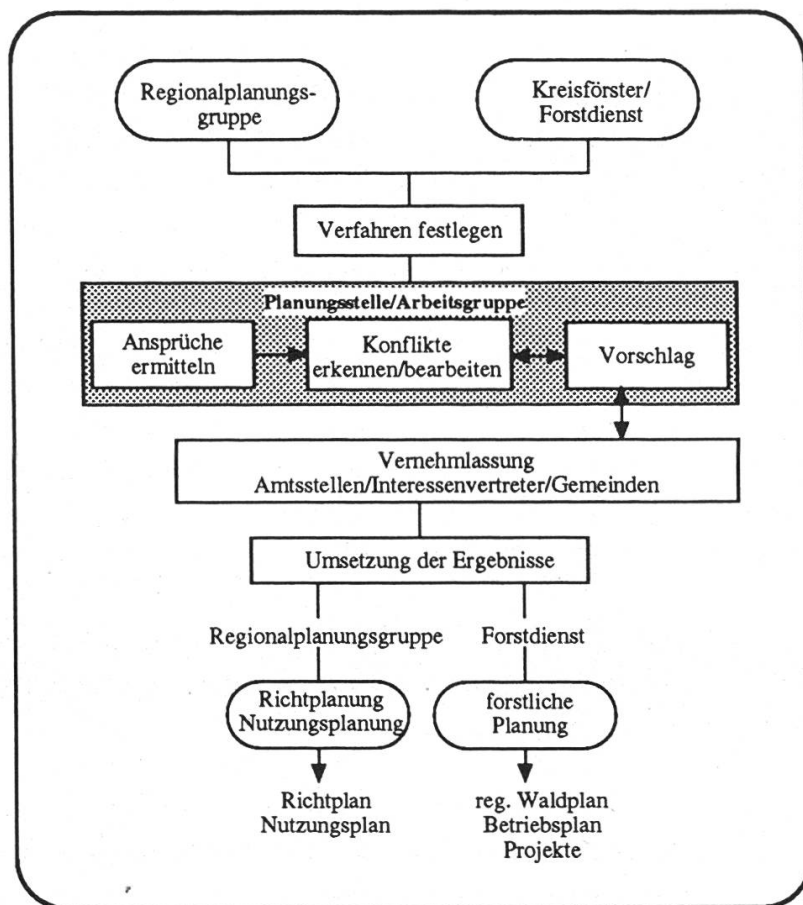 Regionalplanungs-
gruppe
Kreisförster/
Forstdienst
Verfahren festlegen
Planungsstelle/Arbeitsgruppe
Ansprüche
ermitteln
Konflikte
erkennen/bearbeiten
Vorschlag
Vernehmlassung
Amtsstellen/Interessenvertreter/Gemeinden
Umsetzung der Ergebnisse
Regionalplanungsgruppe
Forstdienst
Richtplanung
Nutzungsplanung
forstliche
Planung
Richtplan
Nutzungsplan
reg. Waldplan
Betriebsplan
Projekte